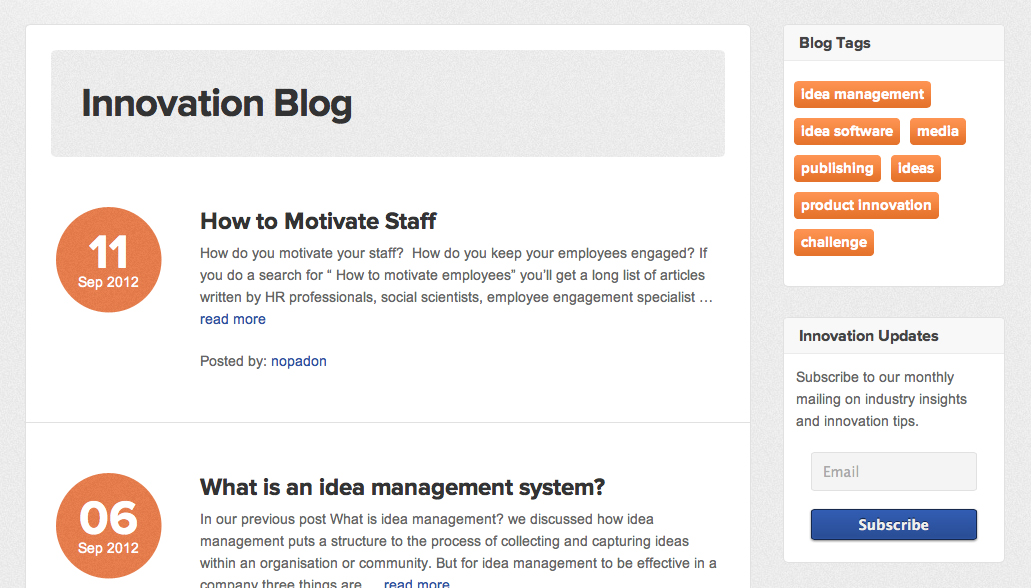 Innovation Blog
11
Sep 2012
How to Motivate Staff
How do you motivate your staff?  How do you keep your employees engaged? If
you do a search for “ How to motivate employees” you’ll get a long list of articles
written by HR professionals, social scientists, employee engagement specialist …
read more
Posted by: nopadon
06
Sep 2012
What is an idea management system?
In our previous post What is idea management? we discussed how idea
management puts a structure to the process of collecting and capturing ideas
within an organisation or community. But for idea management to be effective in a
company three things are … read more
Blog Tags
idea management
idea software media
publishing ideas
product innovation
challenge
Innovation Updates
Subscribe to our monthly
mailing on industry insights
and innovation tips.
Email
Subscribe